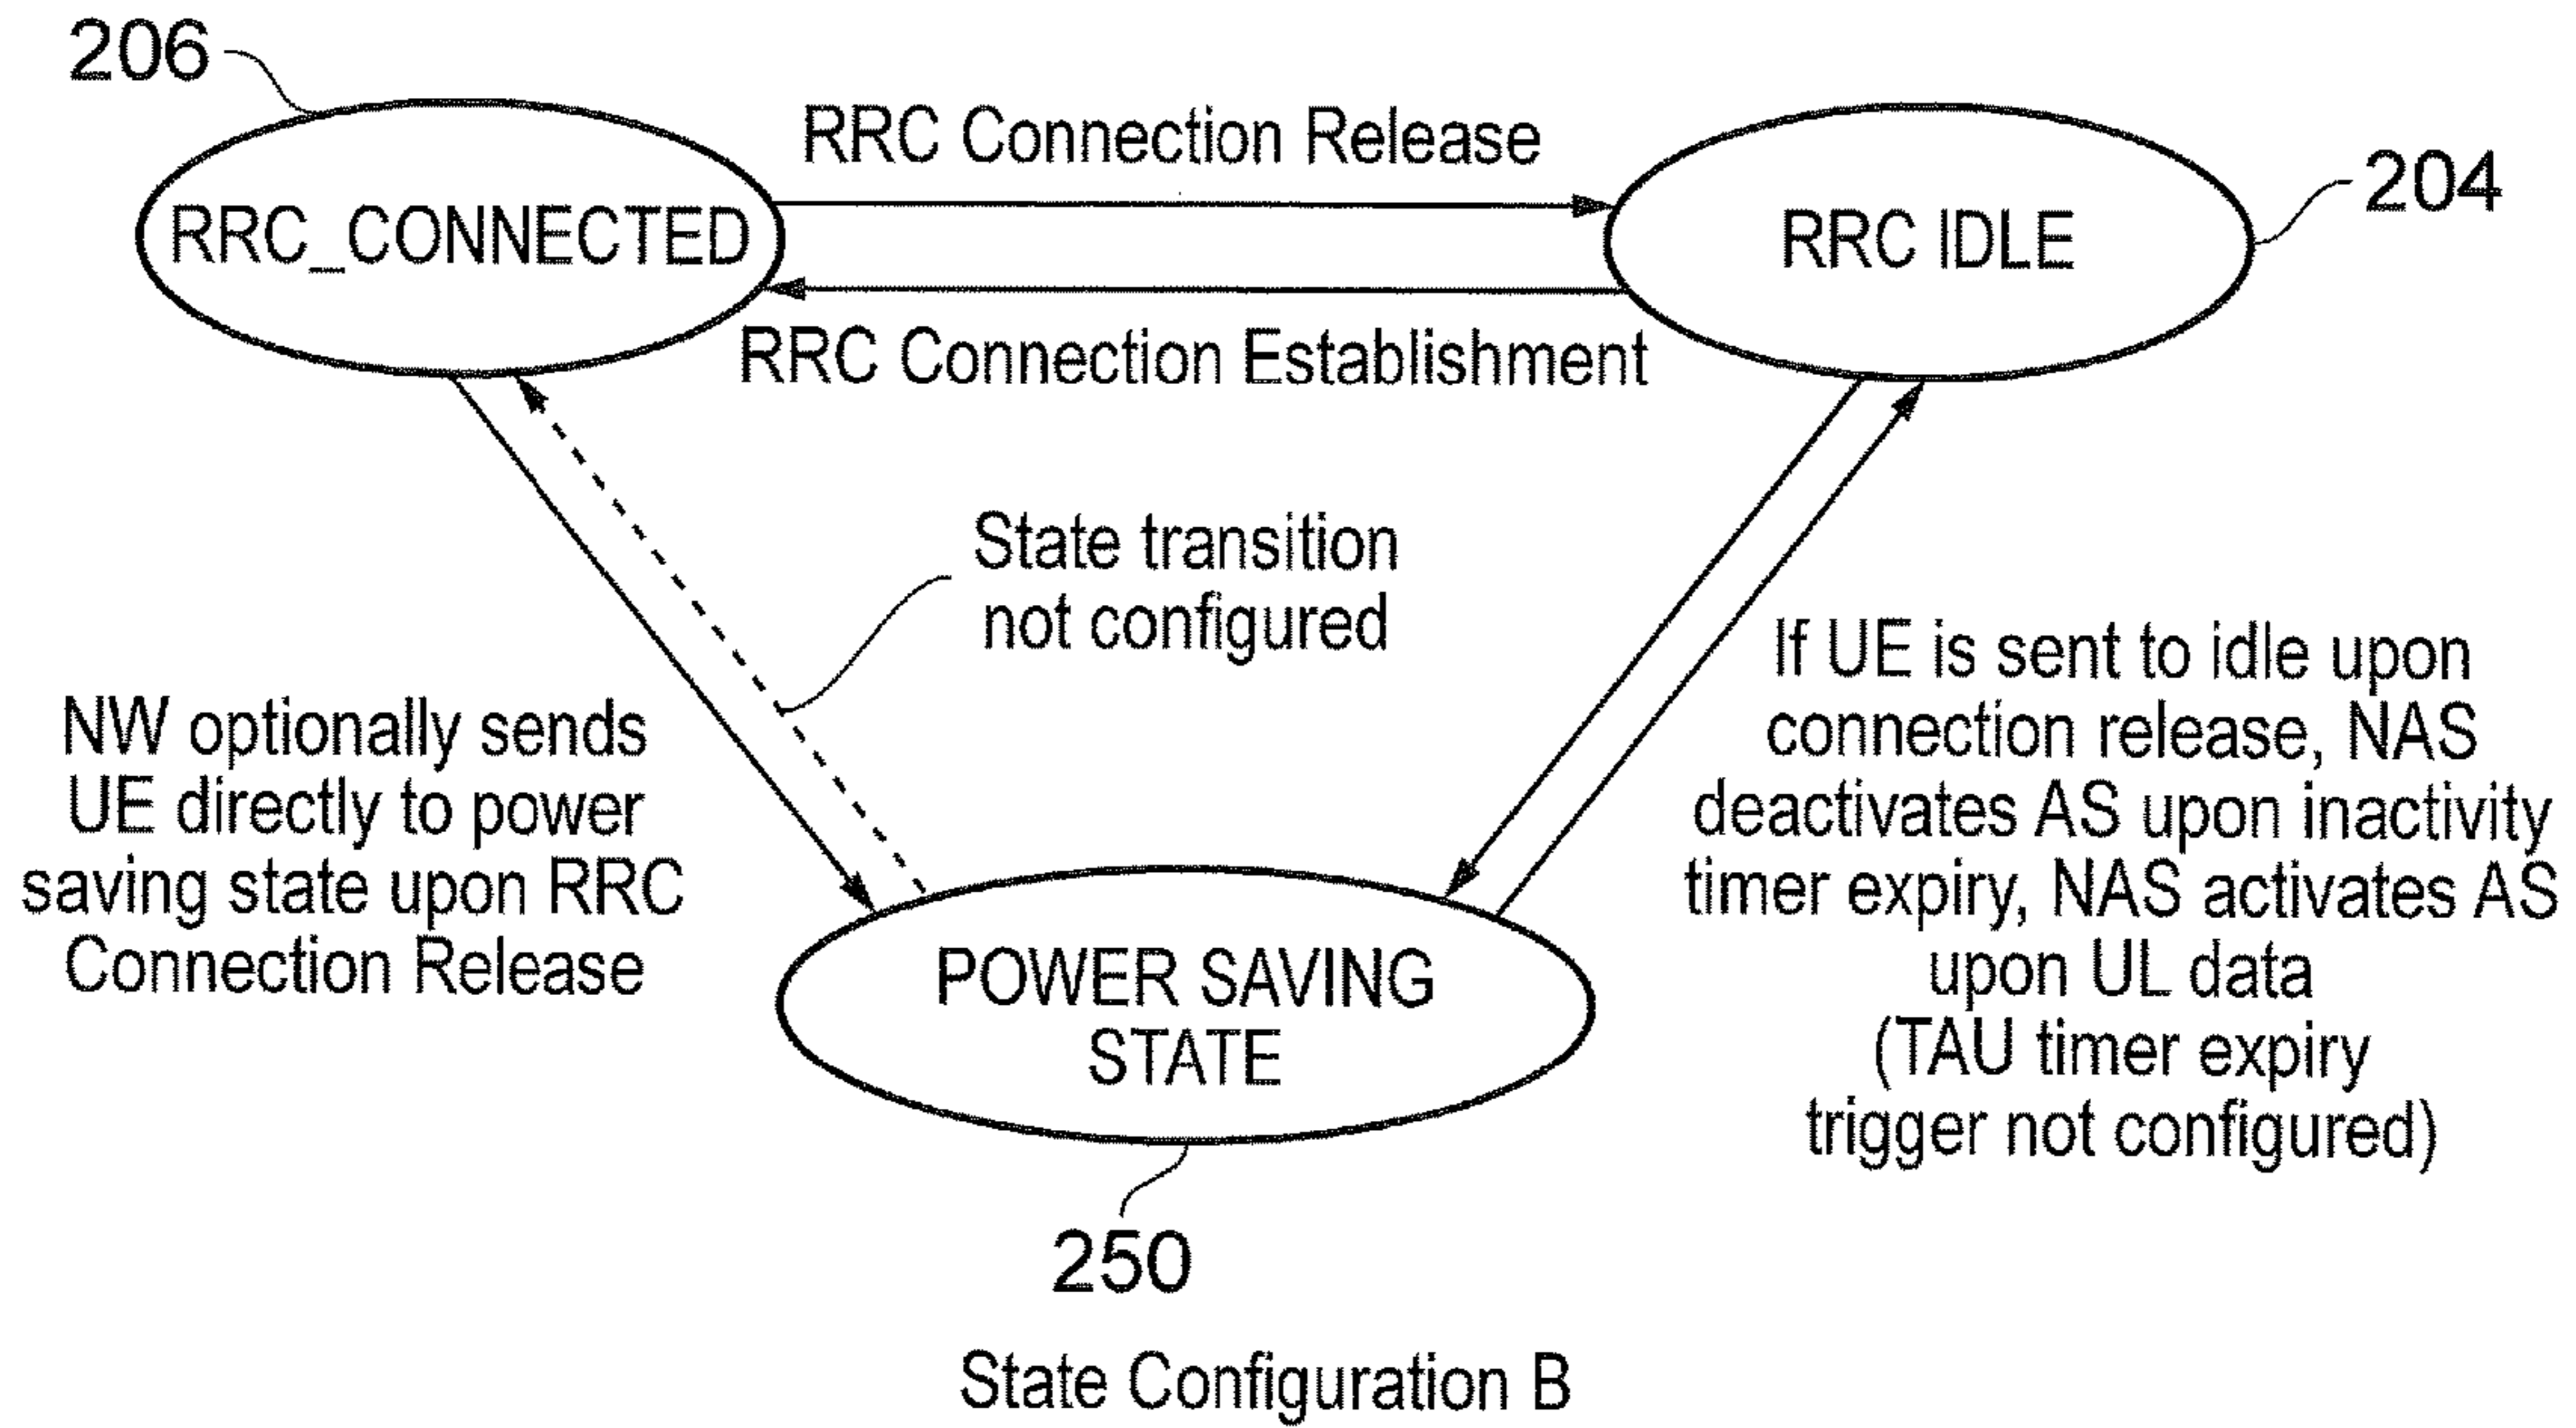 206
RRC Connection Release
204
RRC_CONNECTED
RRC IDLE
RRC Connection Establishment
State transition
not configured
NW optionally sends
UE directly to power
saving state upon RRC
Connection Release
If UE is sent to idle upon
connection release, NAS
deactivates AS upon inactivity
timer expiry, NAS activates AS
upon UL data
(TAU timer expiry
trigger not configured)
POWER SAVING
STATE
250
State Configuration B